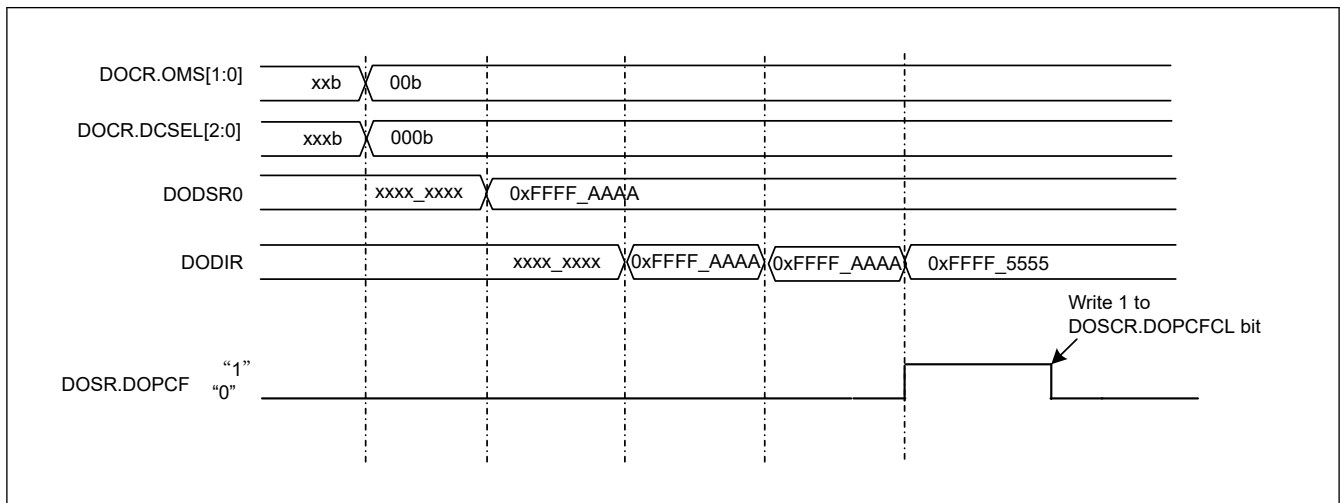 DOCR.OMS[1:0] xxb 00b
DOCR.DCSEL[2:0] xxxb 000b
DODSR0 xxxx_xxxx 0xFFFF_AAAA
DODIR xxxx_xxxx 0xFFFF_AAAA 0xFFFF_AAAA 0xFFFF_5555
Write 1 to
DOSCR.DOPCFCL bit
“1”
DOSR.DOPCF “0”